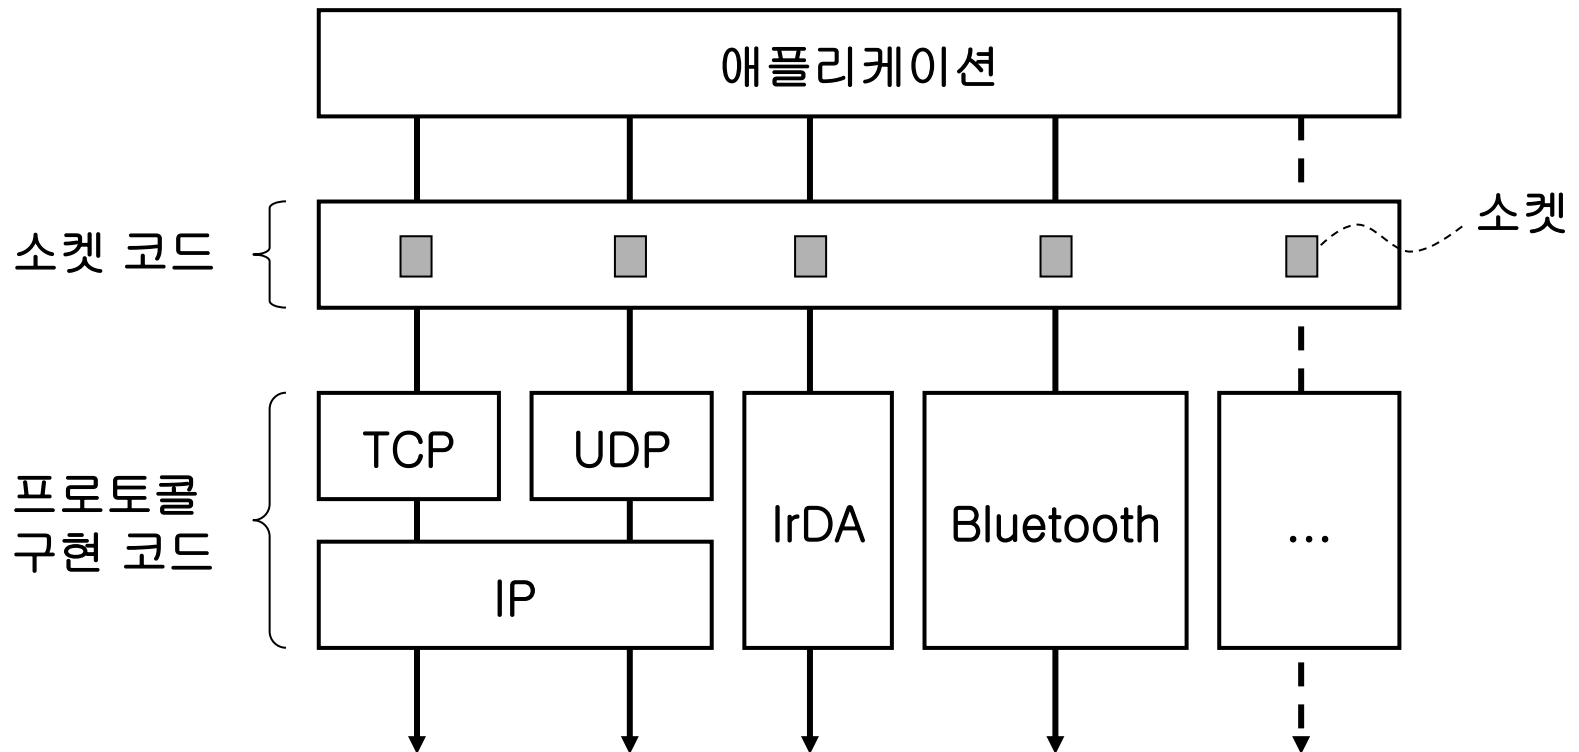 애플리케이션
소켓
소켓 코드
TCP
UDP
프로토콜
구현 코드
IrDA
Bluetooth
...
IP